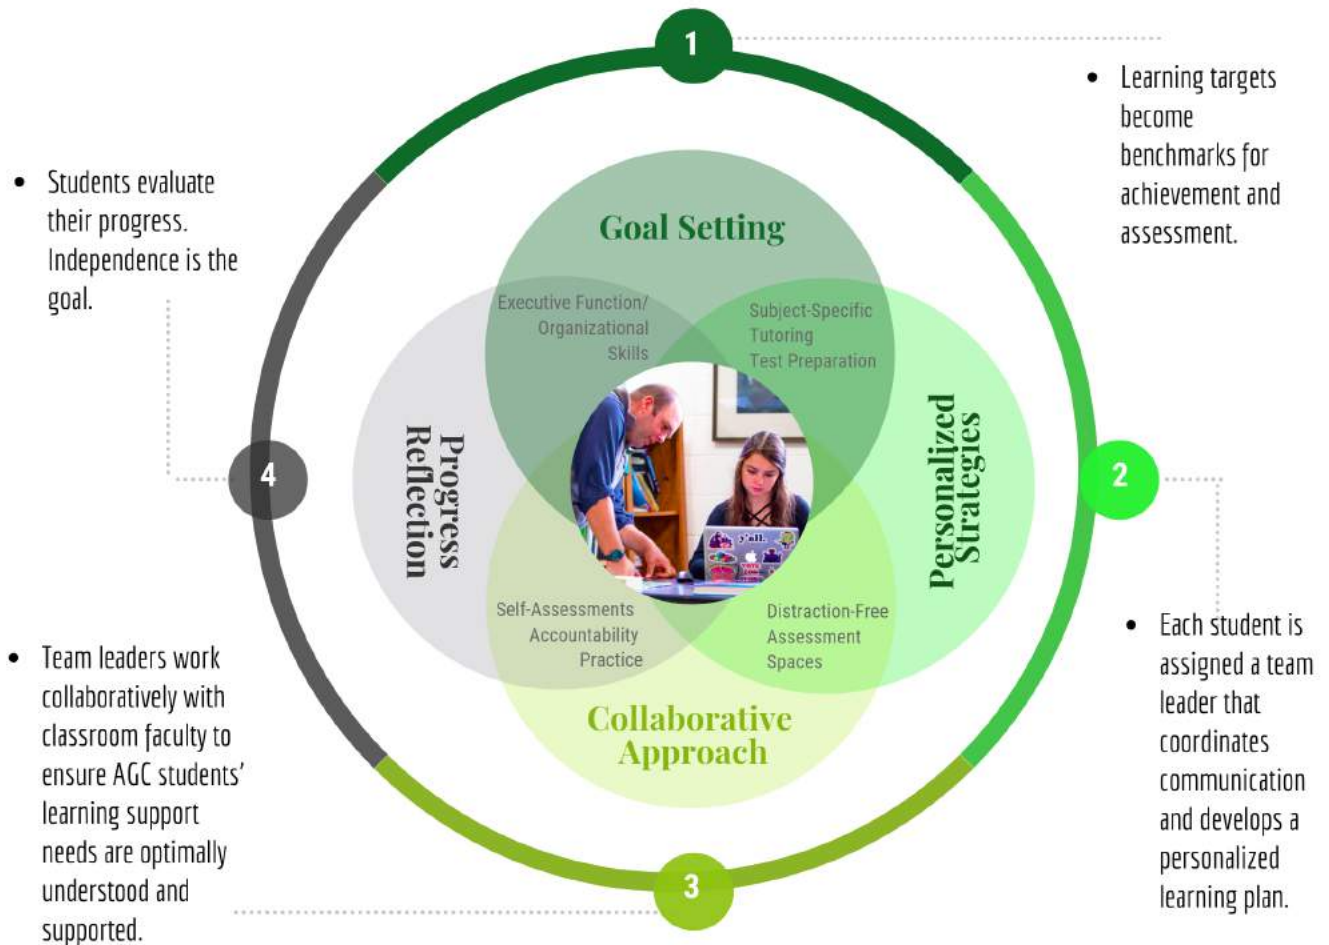 1
• Learning targets
become
benchmarks for
achievement and
assessment.
• Students evaluate
their progress.
Independence is the
goal.
Goal Setting
Executive Function/
Organizational
Skills
Subject-Specific
Tutoring
Test Preparation
Progress
Reflection
Personalized
Strategies
4
2
y'all.
Self-Assessments
Accountability
Practice
Distraction-Free
Assessment
Spaces
Collaborative
Approach
• Each student is
assigned a team
leader that
coordinates
communication
and develops a
personalized
learning plan.
• Team leaders work
collaboratively with
classroom faculty to
ensure AGC students'
learning support
needs are optimally
understood and
supported.
3